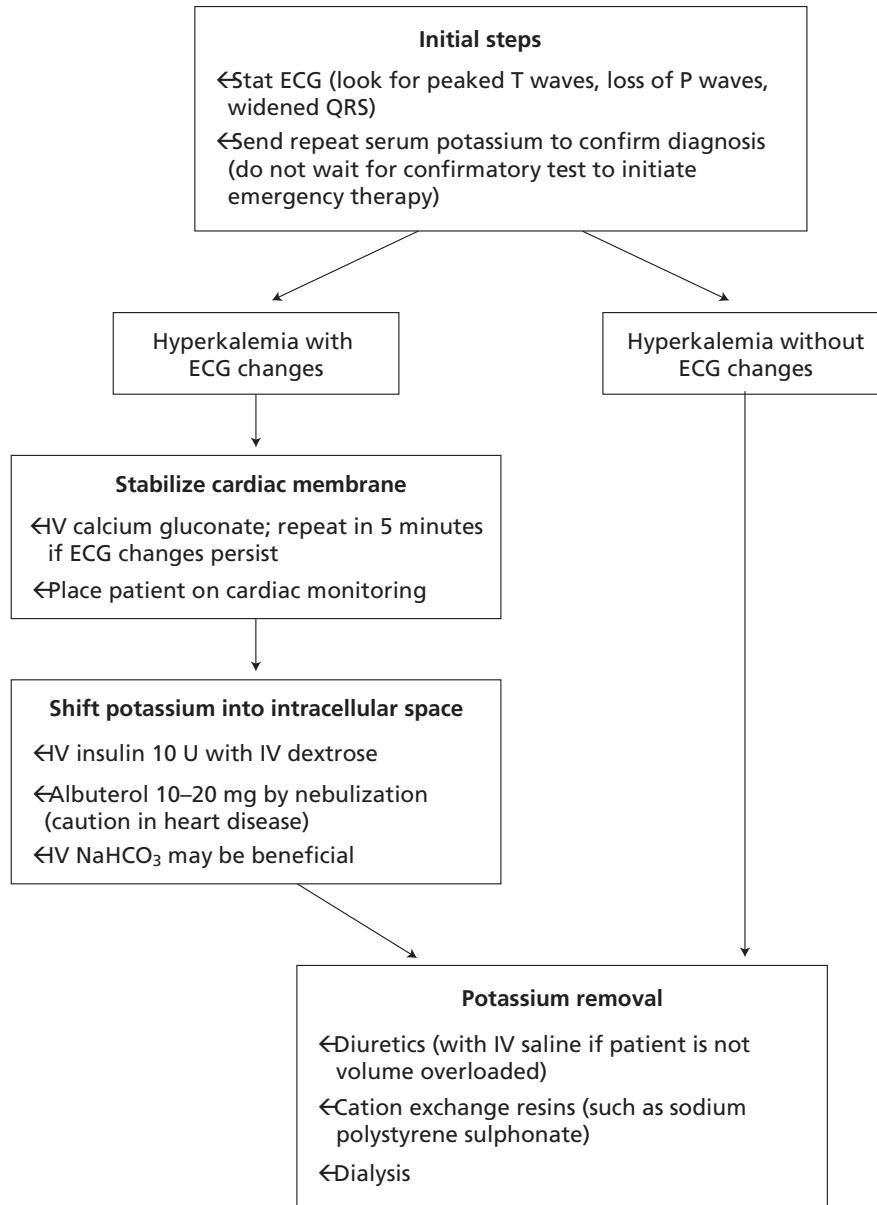 Initial steps
←Stat ECG (look for peaked T waves, loss of P waves,
widened QRS)
←Send repeat serum potassium to confirm diagnosis
(do not wait for confirmatory test to initiate
emergency therapy)
Hyperkalemia with
ECG changes
Hyperkalemia without
ECG changes
Stabilize cardiac membrane
←IV calcium gluconate; repeat in 5 minutes
if ECG changes persist
←Place patient on cardiac monitoring
Shift potassium into intracellular space
←IV insulin 10 U with IV dextrose
←Albuterol 10–20 mg by nebulization
(caution in heart disease)
←IV NaHCO₃ may be beneficial
Potassium removal
←Diuretics (with IV saline if patient is not
volume overloaded)
←Cation exchange resins (such as sodium
polystyrene sulphonate)
←Dialysis